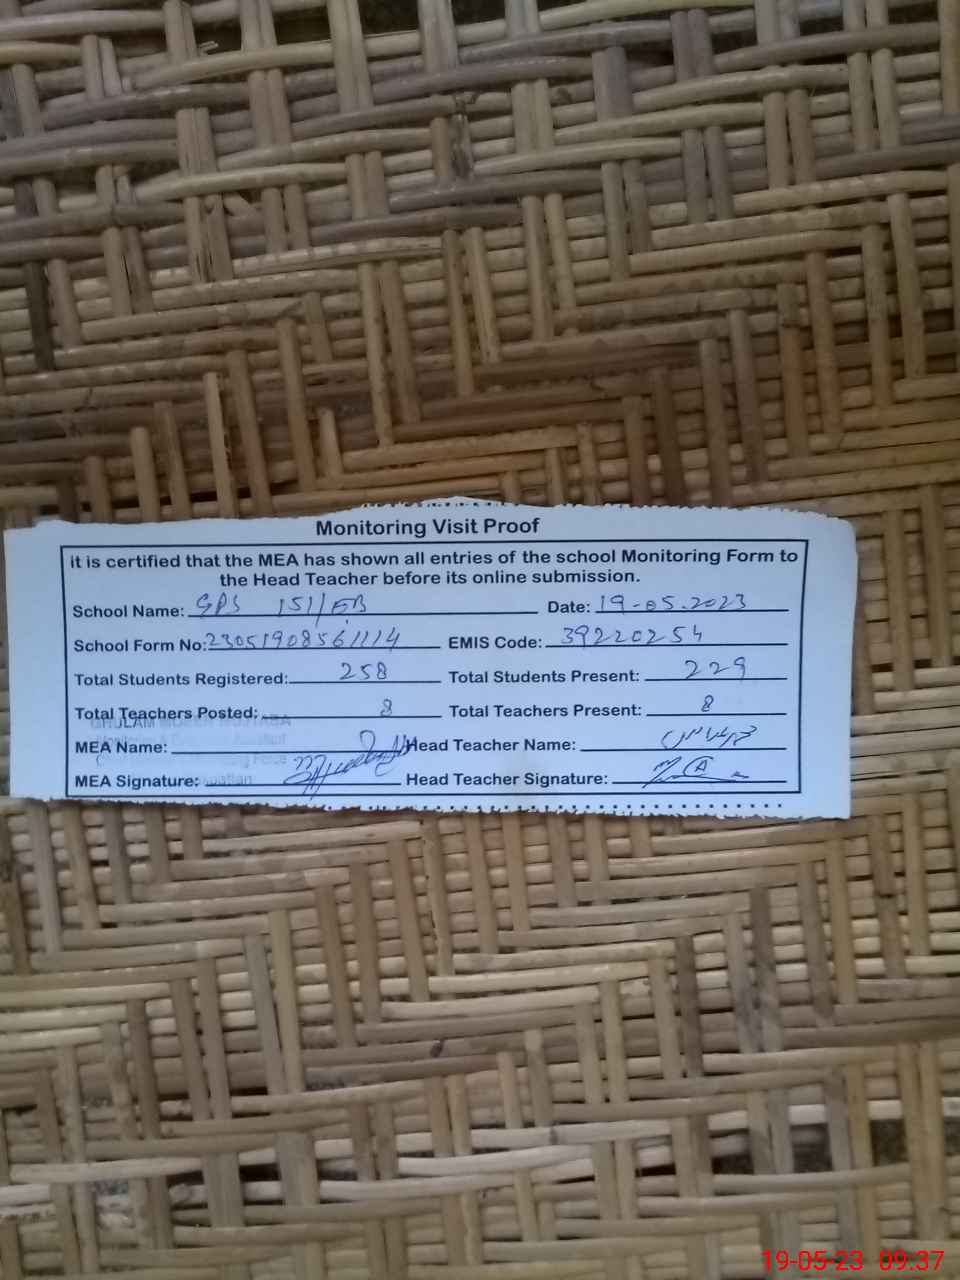 Monitoring Visit Proof
it is certified that the MEA has shown all entries of the school Monitoring Form to
the Head Teacher before its online submission.
School Name: GPS 151/EB Date: 19-05-2023
School Form No: 23051908561114 EMIS Code: 39220254
Total Students Registered: 258 Total Students Present: 229
Total Teachers Posted: 8 Total Teachers Present: 8
GHULAM
MEA Name: Head Teacher Name:
MEA Signature: Head Teacher Signature:
19-05-23 09:37